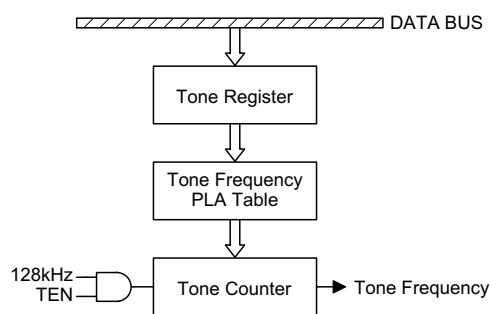 DATA BUS
Tone Register
Tone Frequency
PLA Table
128kHz
TEN
Tone Counter
Tone Frequency